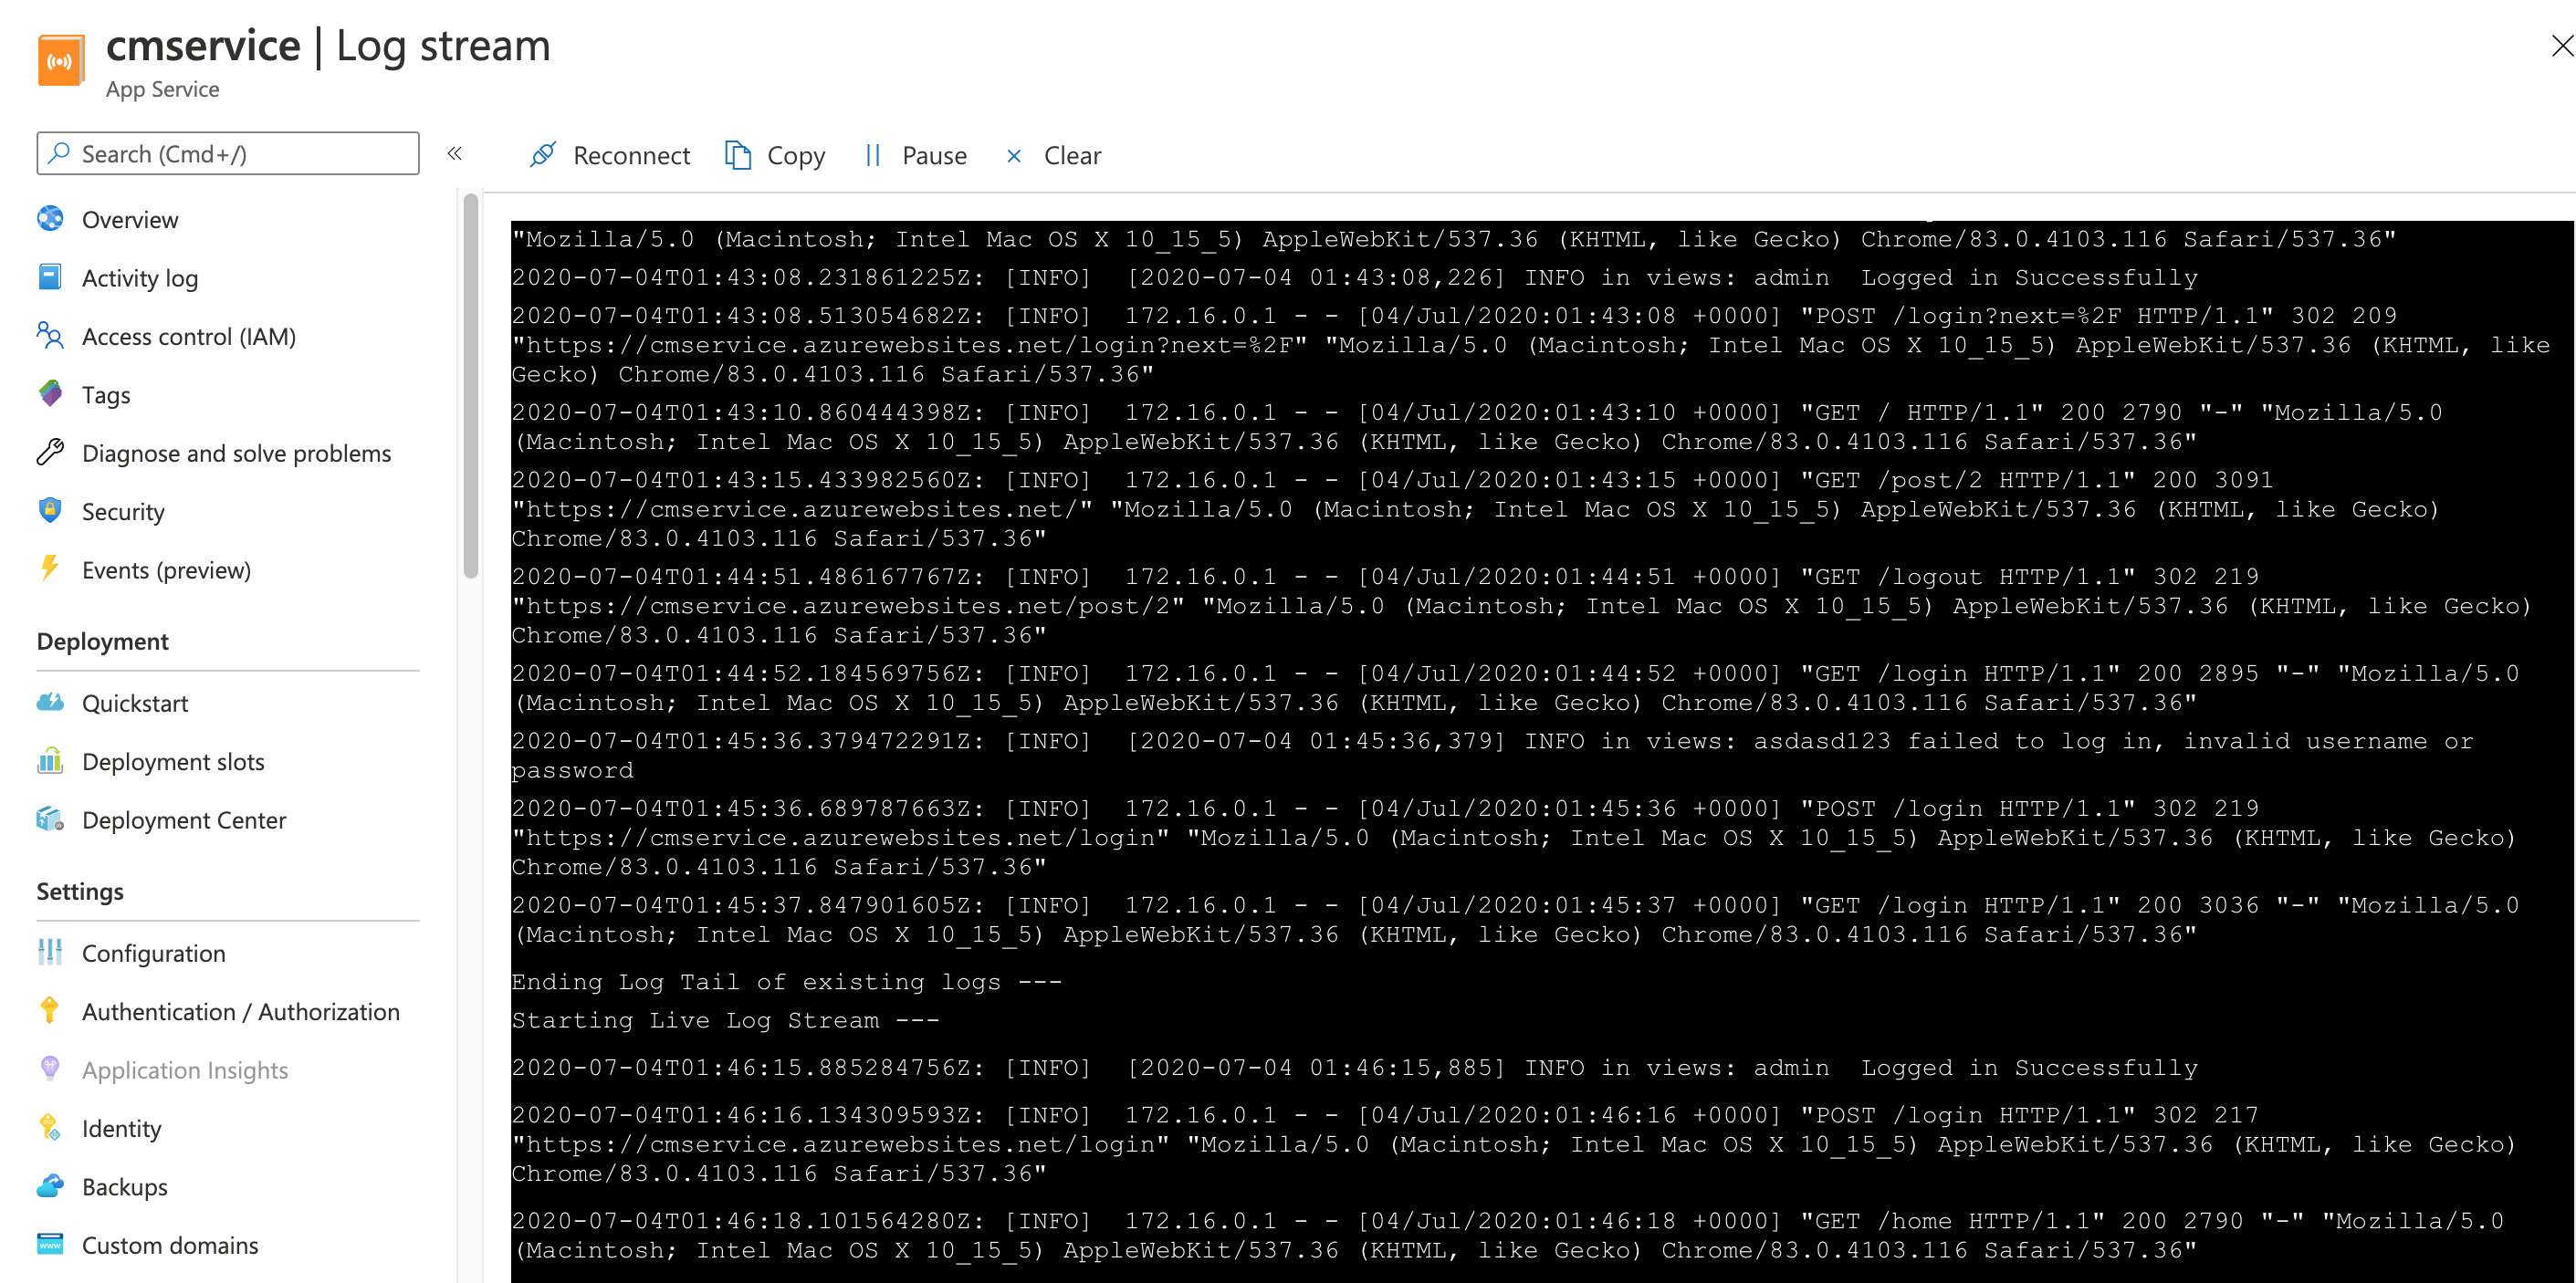 cmservice | Log stream
App Service
Search (Cmd+/)
«
Reconnect
Copy
Pause
Clear
Overview
Activity log
Access control (IAM)
Tags
Diagnose and solve problems
Security
Events (preview)
Deployment
Quickstart
Deployment slots
Deployment Center
Settings
Configuration
Authentication / Authorization
Application Insights
Identity
Backups
Custom domains
"Mozilla/5.0 (Macintosh; Intel Mac OS X 10_15_5) AppleWebKit/537.36 (KHTML, like Gecko) Chrome/83.0.4103.116 Safari/537.36"
2020-07-04T01:43:08.231861225Z: [INFO]  [2020-07-04 01:43:08,226] INFO in views: admin  Logged in Successfully
2020-07-04T01:43:08.513054682Z: [INFO]  172.16.0.1 - - [04/Jul/2020:01:43:08 +0000] "POST /login?next=%2F HTTP/1.1" 302 209
"https://cmservice.azurewebsites.net/login?next=%2F" "Mozilla/5.0 (Macintosh; Intel Mac OS X 10_15_5) AppleWebKit/537.36 (KHTML, like
Gecko) Chrome/83.0.4103.116 Safari/537.36"
2020-07-04T01:43:10.860444398Z: [INFO]  172.16.0.1 - - [04/Jul/2020:01:43:10 +0000] "GET / HTTP/1.1" 200 2790 "-" "Mozilla/5.0
(Macintosh; Intel Mac OS X 10_15_5) AppleWebKit/537.36 (KHTML, like Gecko) Chrome/83.0.4103.116 Safari/537.36"
2020-07-04T01:43:15.433982560Z: [INFO]  172.16.0.1 - - [04/Jul/2020:01:43:15 +0000] "GET /post/2 HTTP/1.1" 200 3091
"https://cmservice.azurewebsites.net/" "Mozilla/5.0 (Macintosh; Intel Mac OS X 10_15_5) AppleWebKit/537.36 (KHTML, like Gecko)
Chrome/83.0.4103.116 Safari/537.36"
2020-07-04T01:44:51.486167767Z: [INFO]  172.16.0.1 - - [04/Jul/2020:01:44:51 +0000] "GET /logout HTTP/1.1" 302 219
"https://cmservice.azurewebsites.net/post/2" "Mozilla/5.0 (Macintosh; Intel Mac OS X 10_15_5) AppleWebKit/537.36 (KHTML, like Gecko)
Chrome/83.0.4103.116 Safari/537.36"
2020-07-04T01:44:52.184569756Z: [INFO]  172.16.0.1 - - [04/Jul/2020:01:44:52 +0000] "GET /login HTTP/1.1" 200 2895 "-" "Mozilla/5.0
(Macintosh; Intel Mac OS X 10_15_5) AppleWebKit/537.36 (KHTML, like Gecko) Chrome/83.0.4103.116 Safari/537.36"
2020-07-04T01:45:36.379472291Z: [INFO]  [2020-07-04 01:45:36,379] INFO in views: asdasd123 failed to log in, invalid username or
password
2020-07-04T01:45:36.689787663Z: [INFO]  172.16.0.1 - - [04/Jul/2020:01:45:36 +0000] "POST /login HTTP/1.1" 302 219
"https://cmservice.azurewebsites.net/login" "Mozilla/5.0 (Macintosh; Intel Mac OS X 10_15_5) AppleWebKit/537.36 (KHTML, like Gecko)
Chrome/83.0.4103.116 Safari/537.36"
2020-07-04T01:45:37.847901605Z: [INFO]  172.16.0.1 - - [04/Jul/2020:01:45:37 +0000] "GET /login HTTP/1.1" 200 3036 "-" "Mozilla/5.0
(Macintosh; Intel Mac OS X 10_15_5) AppleWebKit/537.36 (KHTML, like Gecko) Chrome/83.0.4103.116 Safari/537.36"
Ending Log Tail of existing logs ---
Starting Live Log Stream ---
2020-07-04T01:46:15.885284756Z: [INFO]  [2020-07-04 01:46:15,885] INFO in views: admin  Logged in Successfully
2020-07-04T01:46:16.134309593Z: [INFO]  172.16.0.1 - - [04/Jul/2020:01:46:16 +0000] "POST /login HTTP/1.1" 302 217
"https://cmservice.azurewebsites.net/login" "Mozilla/5.0 (Macintosh; Intel Mac OS X 10_15_5) AppleWebKit/537.36 (KHTML, like Gecko)
Chrome/83.0.4103.116 Safari/537.36"
2020-07-04T01:46:18.101564280Z: [INFO]  172.16.0.1 - - [04/Jul/2020:01:46:18 +0000] "GET /home HTTP/1.1" 200 2790 "-" "Mozilla/5.0
(Macintosh; Intel Mac OS X 10_15_5) AppleWebKit/537.36 (KHTML, like Gecko) Chrome/83.0.4103.116 Safari/537.36"